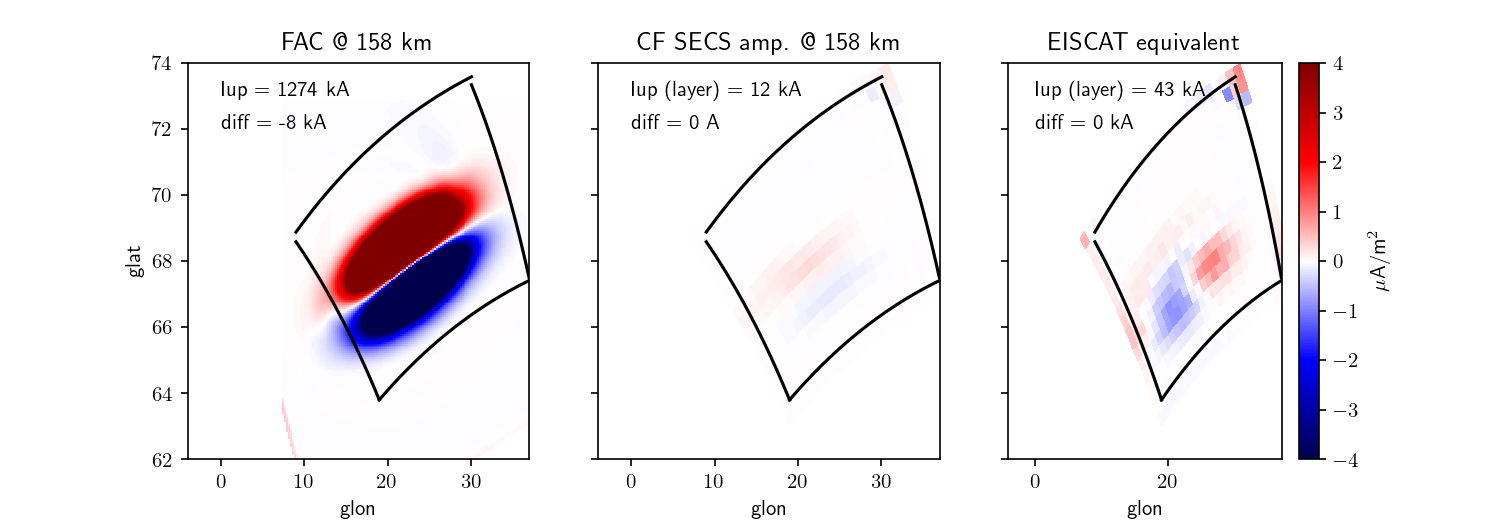 FAC @ 158 km
CF SECS amp. @ 158 km
EISCAT equivalent
Iup = 1274 kA
diff = -8 kA
Iup (layer) = 12 kA
diff = 0 A
Iup (layer) = 43 kA
diff = 0 kA
74
72
70
68
66
64
62
glat
0
10
20
30
glon
0
10
20
30
glon
0
20
glon
4
3
2
1
0
−1
−2
−3
−4
μA/m²